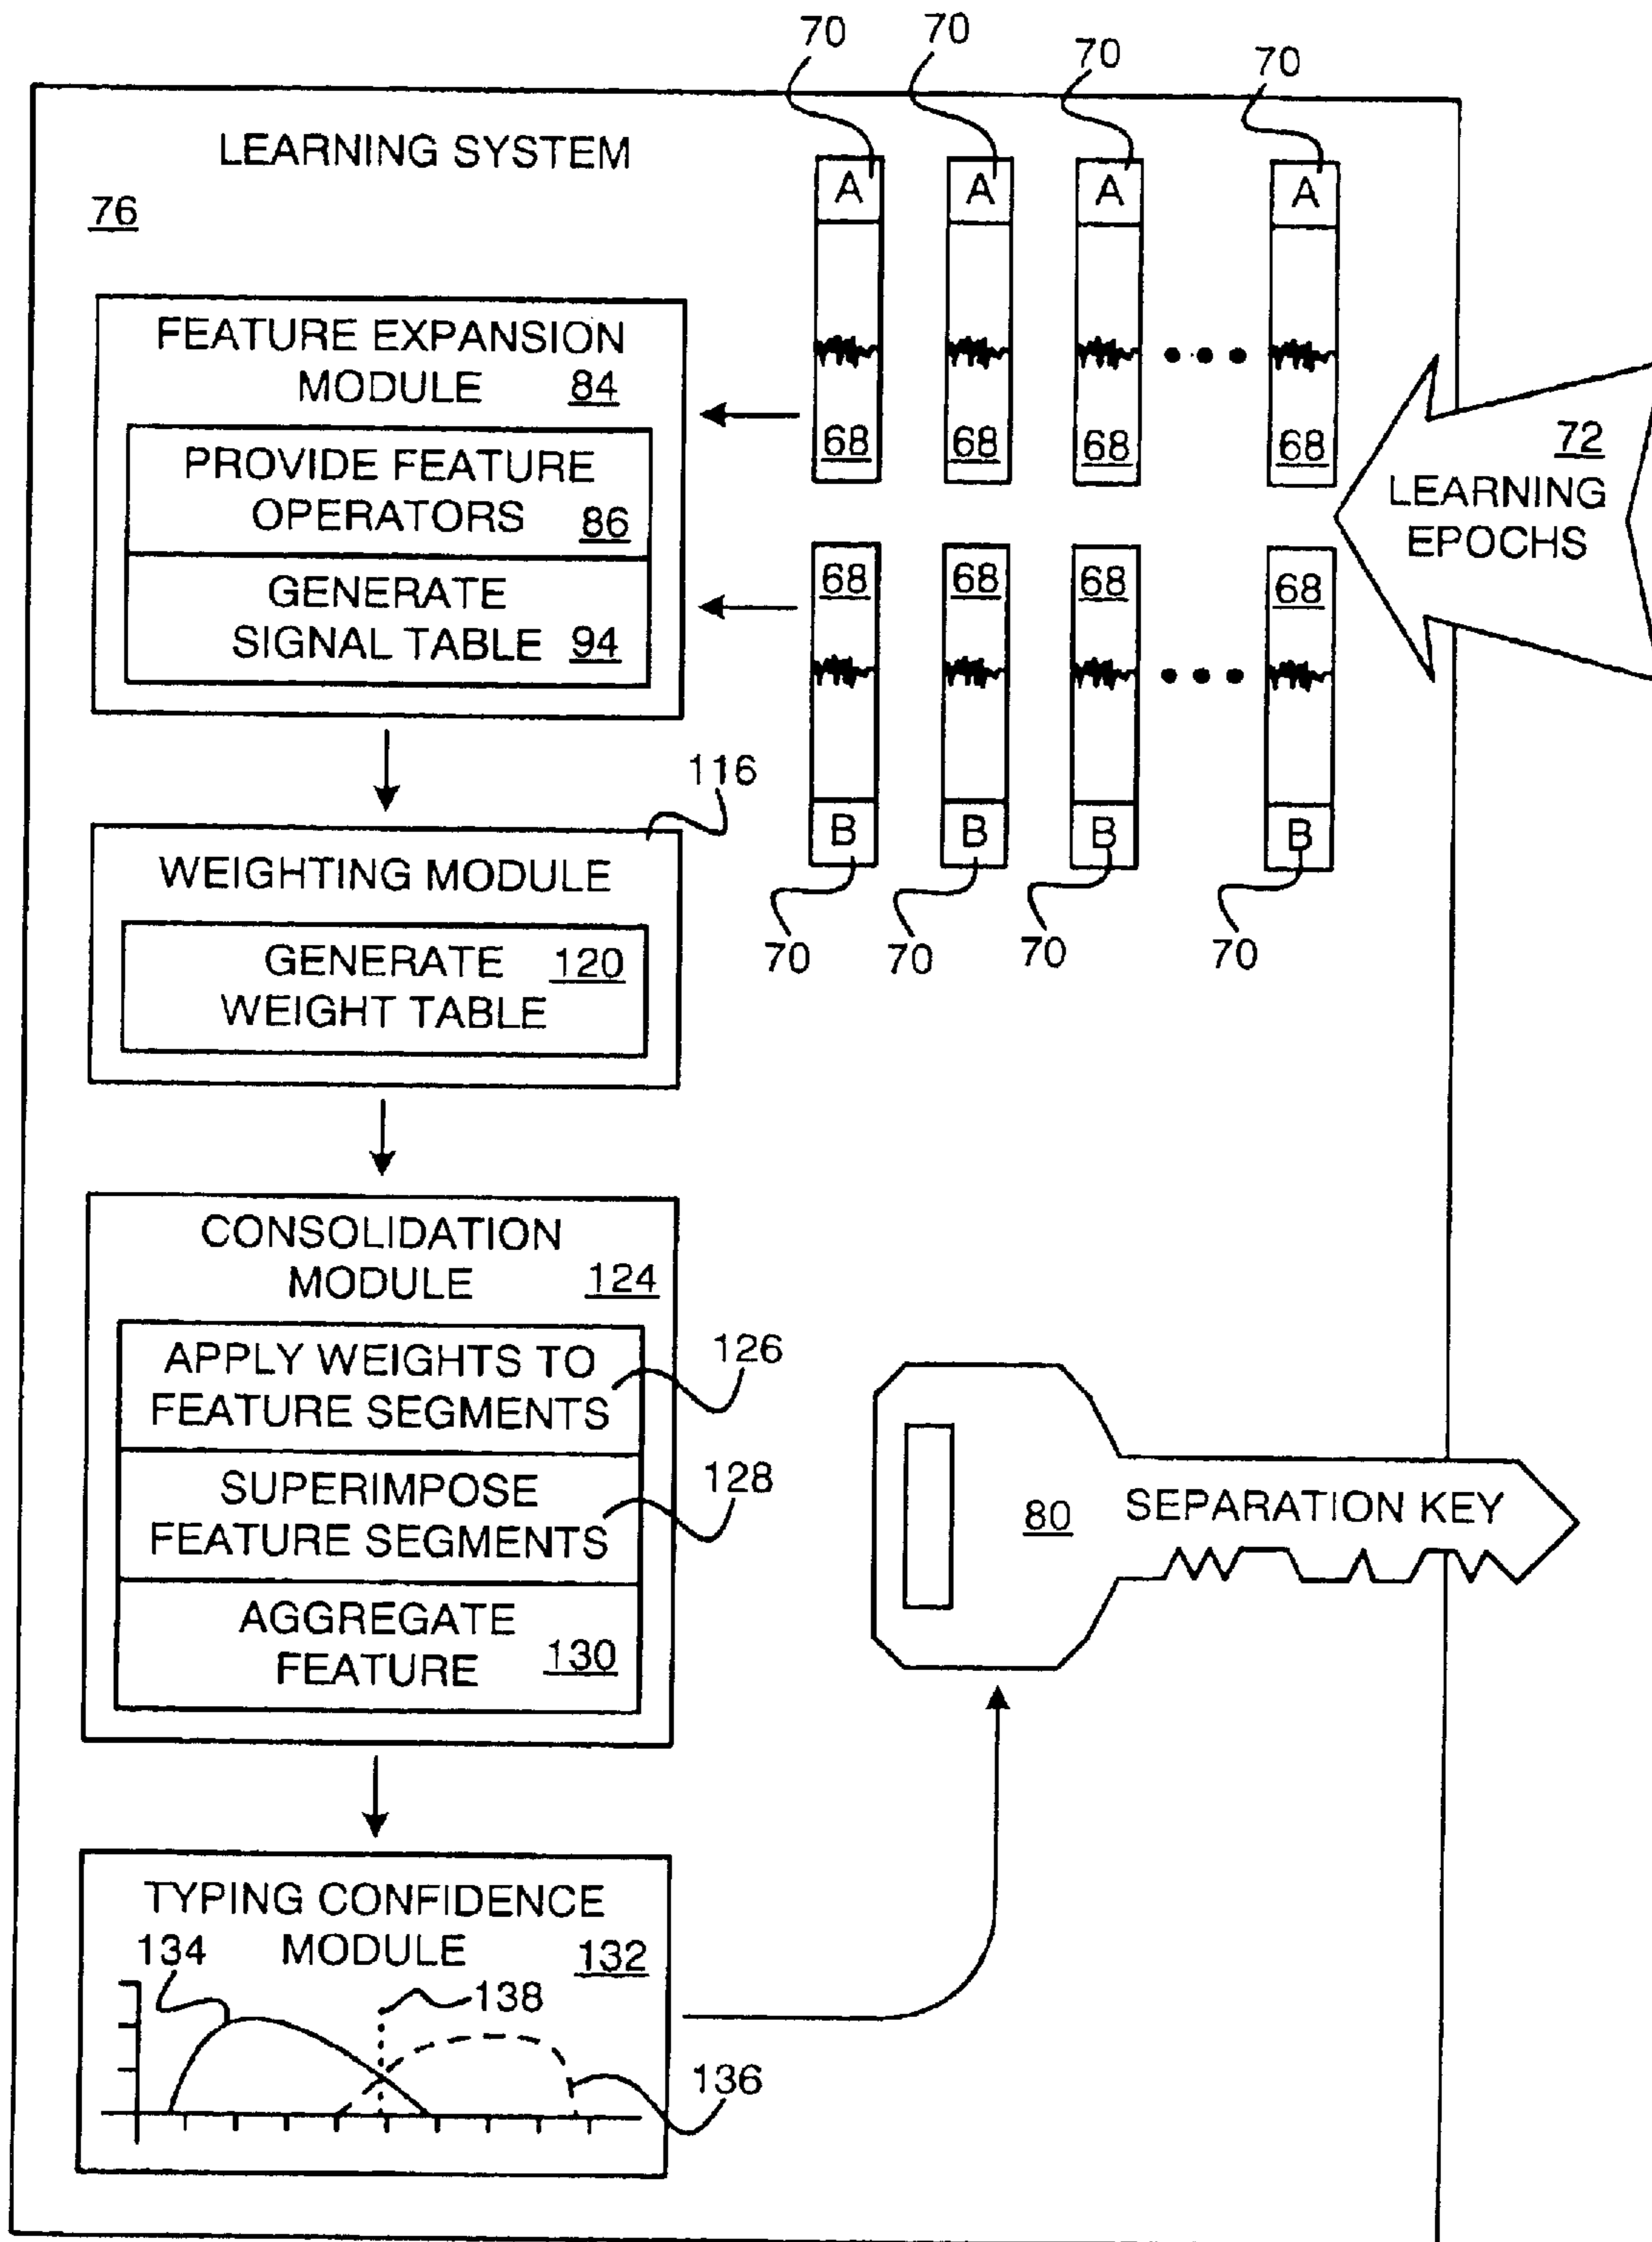 70 70 70 70
LEARNING SYSTEM
76
A A A A
FEATURE EXPANSION
MODULE 84
PROVIDE FEATURE
OPERATORS 86
GENERATE
SIGNAL TABLE 94
68 68 68 68
72
LEARNING
EPOCHS
68 68 68 68
B B B B
70 70 70 70
116
WEIGHTING MODULE
GENERATE 120
WEIGHT TABLE
CONSOLIDATION
MODULE 124
APPLY WEIGHTS TO
FEATURE SEGMENTS
126
SUPERIMPOSE
FEATURE SEGMENTS
128
AGGREGATE
FEATURE 130
80 SEPARATION KEY
TYPING CONFIDENCE
MODULE 132
134
138
136